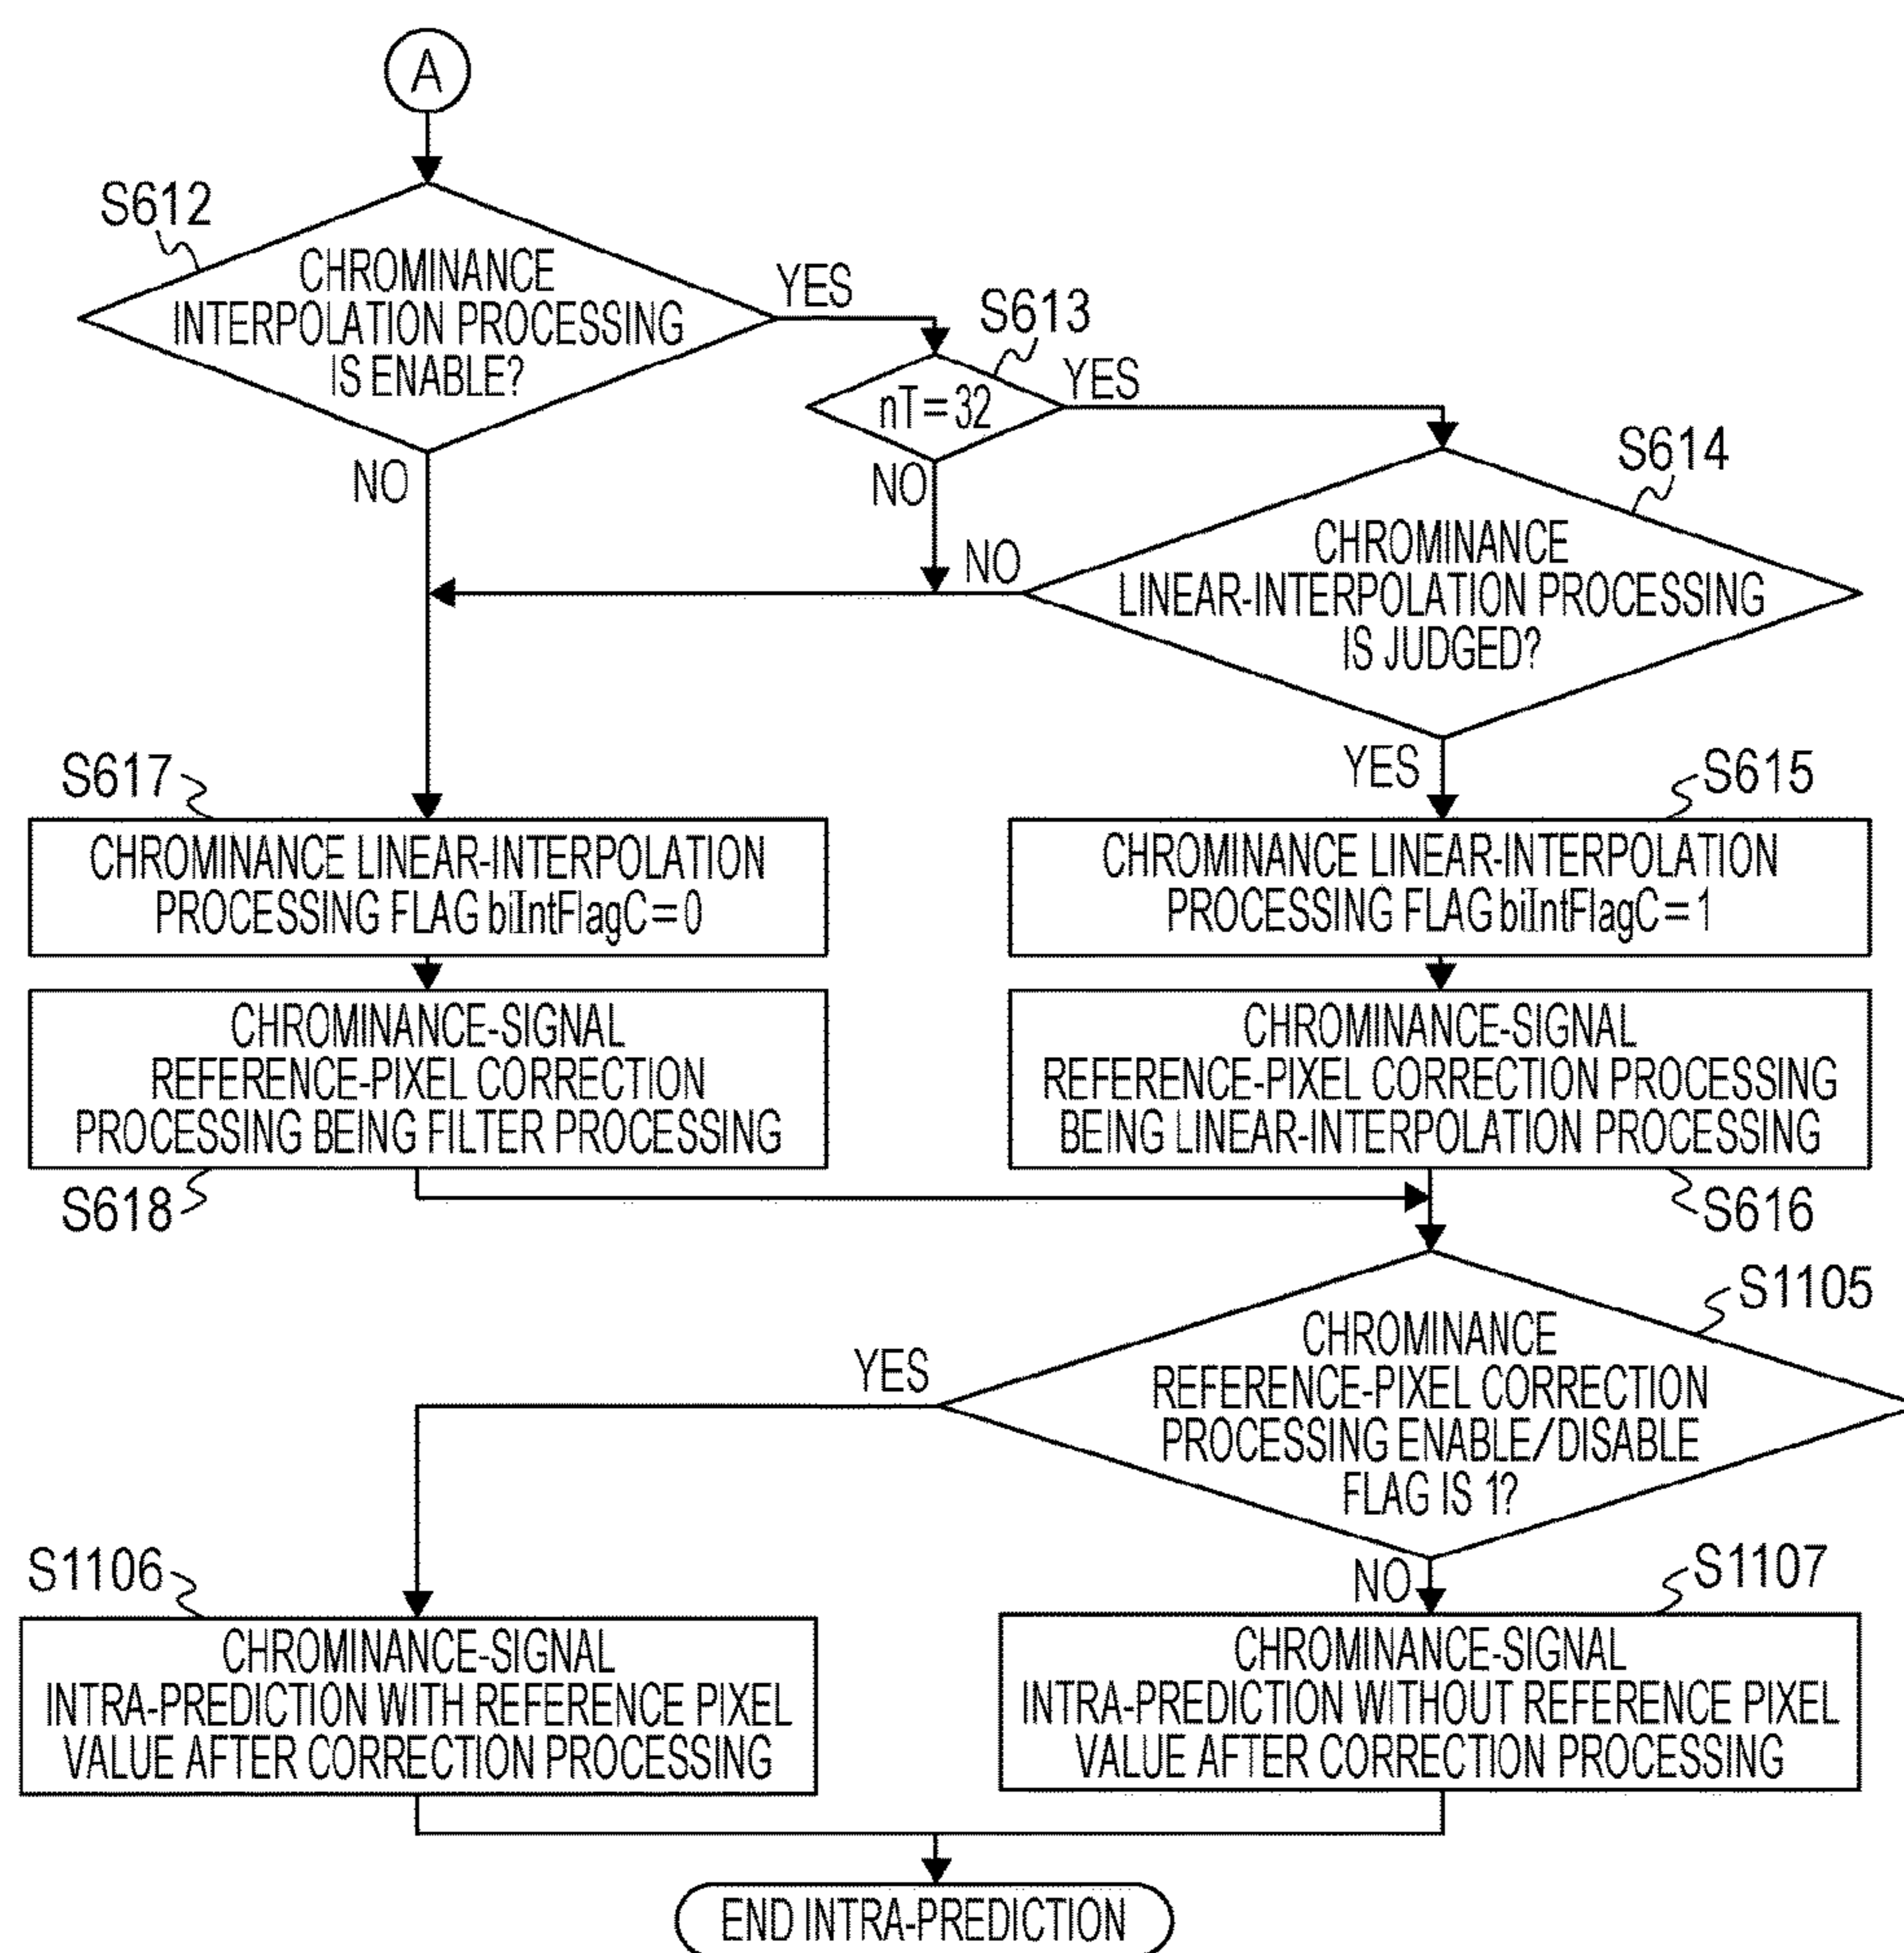 A
S612
CHROMINANCE
INTERPOLATION PROCESSING
IS ENABLE?
YES
NO
S613
nT=32
YES
NO
S614
CHROMINANCE
LINEAR-INTERPOLATION PROCESSING
IS JUDGED?
NO
YES
S617
CHROMINANCE LINEAR-INTERPOLATION
PROCESSING FLAG biIntFlagC=0
S615
CHROMINANCE LINEAR-INTERPOLATION
PROCESSING FLAG biIntFlagC=1
CHROMINANCE-SIGNAL
REFERENCE-PIXEL CORRECTION
PROCESSING BEING FILTER PROCESSING
S618
CHROMINANCE-SIGNAL
REFERENCE-PIXEL CORRECTION PROCESSING
BEING LINEAR-INTERPOLATION PROCESSING
S616
S1105
CHROMINANCE
REFERENCE-PIXEL CORRECTION
PROCESSING ENABLE/DISABLE
FLAG IS 1?
YES
NO
S1106
CHROMINANCE-SIGNAL
INTRA-PREDICTION WITH REFERENCE PIXEL
VALUE AFTER CORRECTION PROCESSING
S1107
CHROMINANCE-SIGNAL
INTRA-PREDICTION WITHOUT REFERENCE PIXEL
VALUE AFTER CORRECTION PROCESSING
END INTRA-PREDICTION